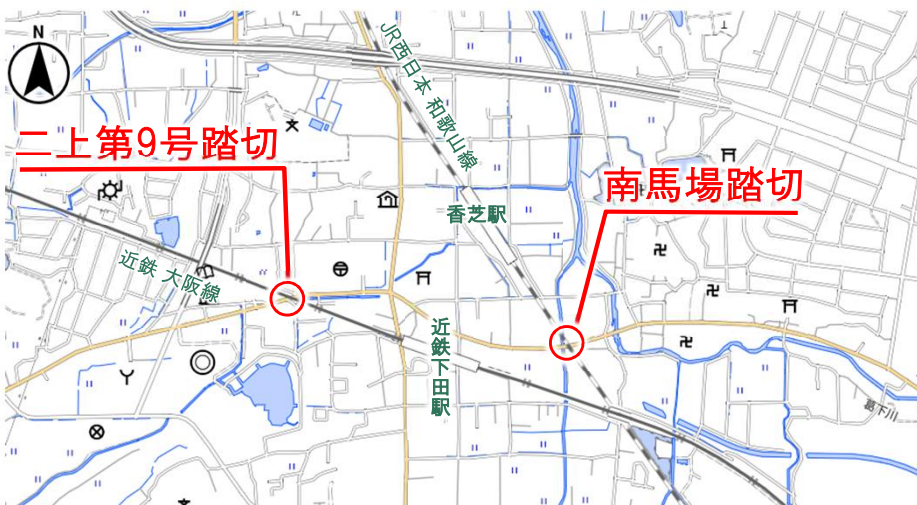 N
JR西日本 和歌山線
二上第9号踏切
南馬場踏切
香芝駅
近鉄 大阪線
近鉄下田駅
葛下川